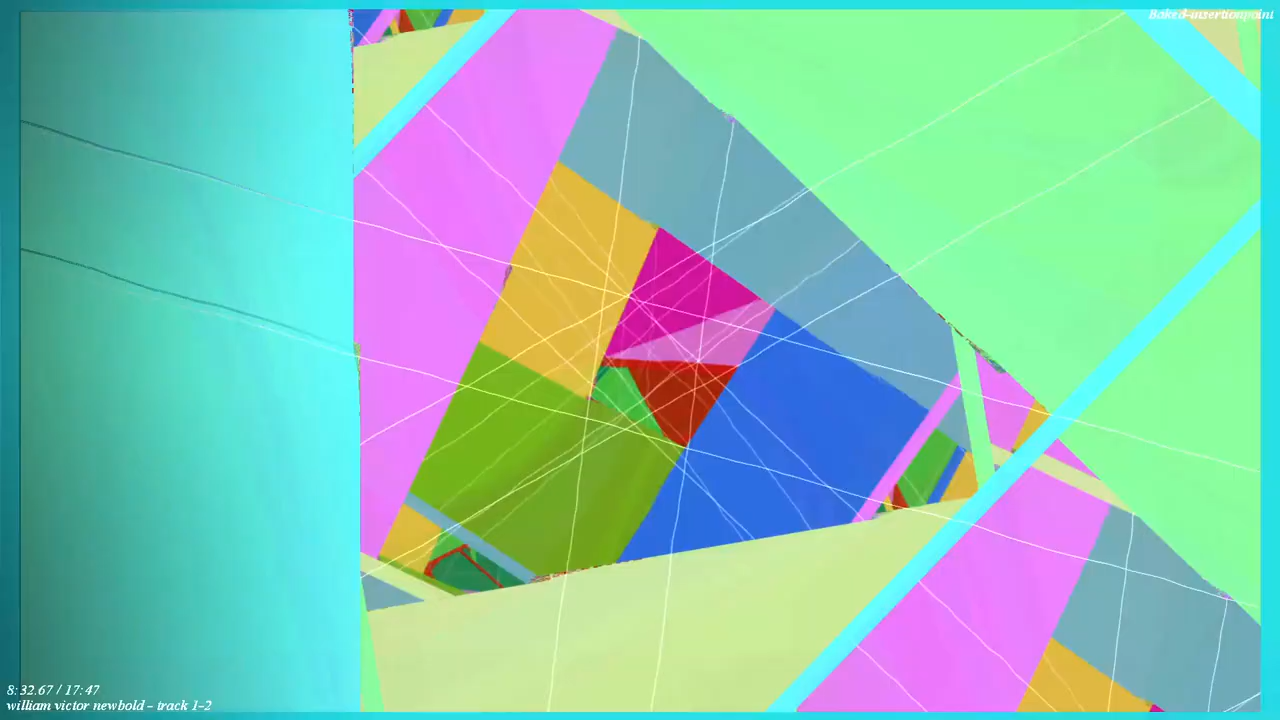 Baked-insertionpoint
8:32.67 / 17:47
william victor newbold - track 1-2